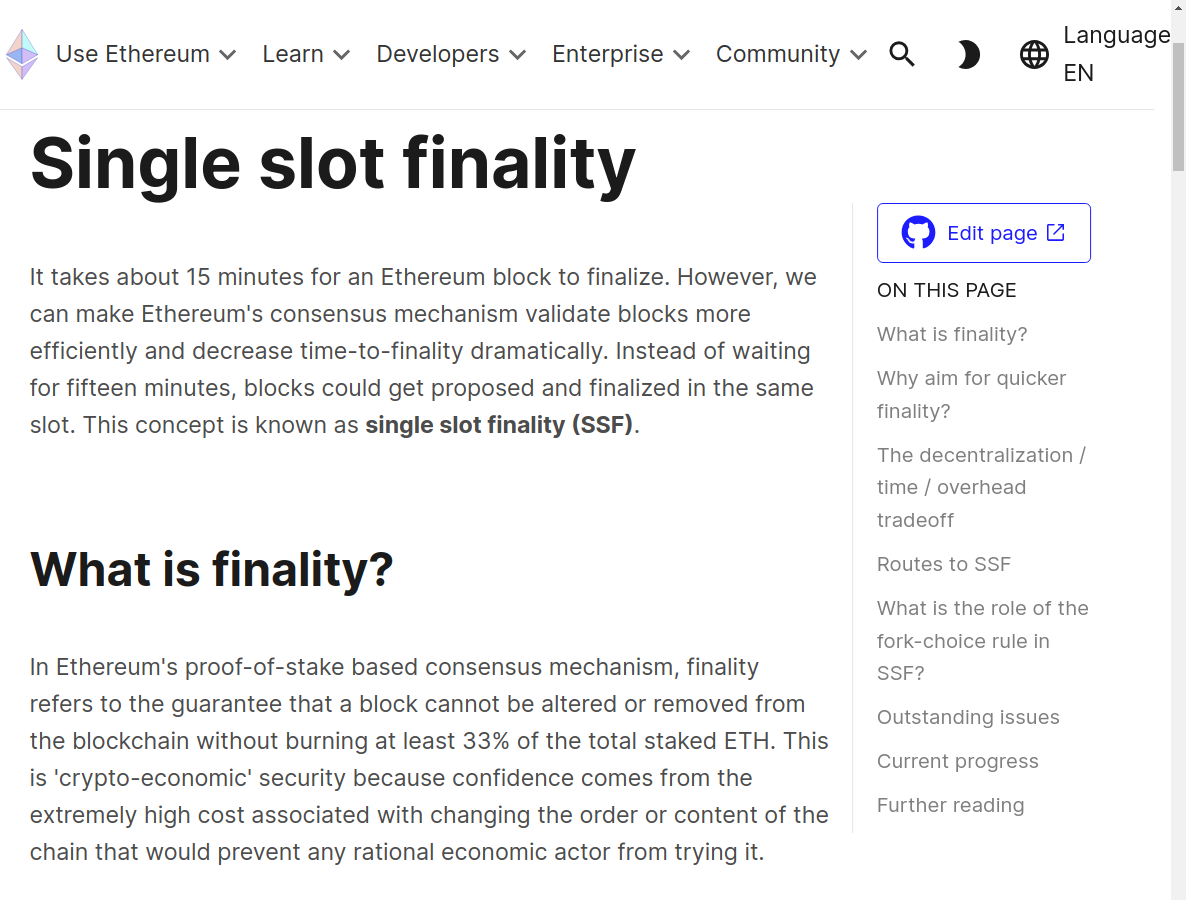 Use Ethereum Learn Developers Enterprise Community Language EN
Single slot finality
It takes about 15 minutes for an Ethereum block to finalize. However, we
can make Ethereum's consensus mechanism validate blocks more
efficiently and decrease time-to-finality dramatically. Instead of waiting
for fifteen minutes, blocks could get proposed and finalized in the same
slot. This concept is known as single slot finality (SSF).
What is finality?
In Ethereum's proof-of-stake based consensus mechanism, finality
refers to the guarantee that a block cannot be altered or removed from
the blockchain without burning at least 33% of the total staked ETH. This
is 'crypto-economic' security because confidence comes from the
extremely high cost associated with changing the order or content of the
chain that would prevent any rational economic actor from trying it.
Edit page
ON THIS PAGE
What is finality?
Why aim for quicker
finality?
The decentralization /
time / overhead
tradeoff
Routes to SSF
What is the role of the
fork-choice rule in
SSF?
Outstanding issues
Current progress
Further reading